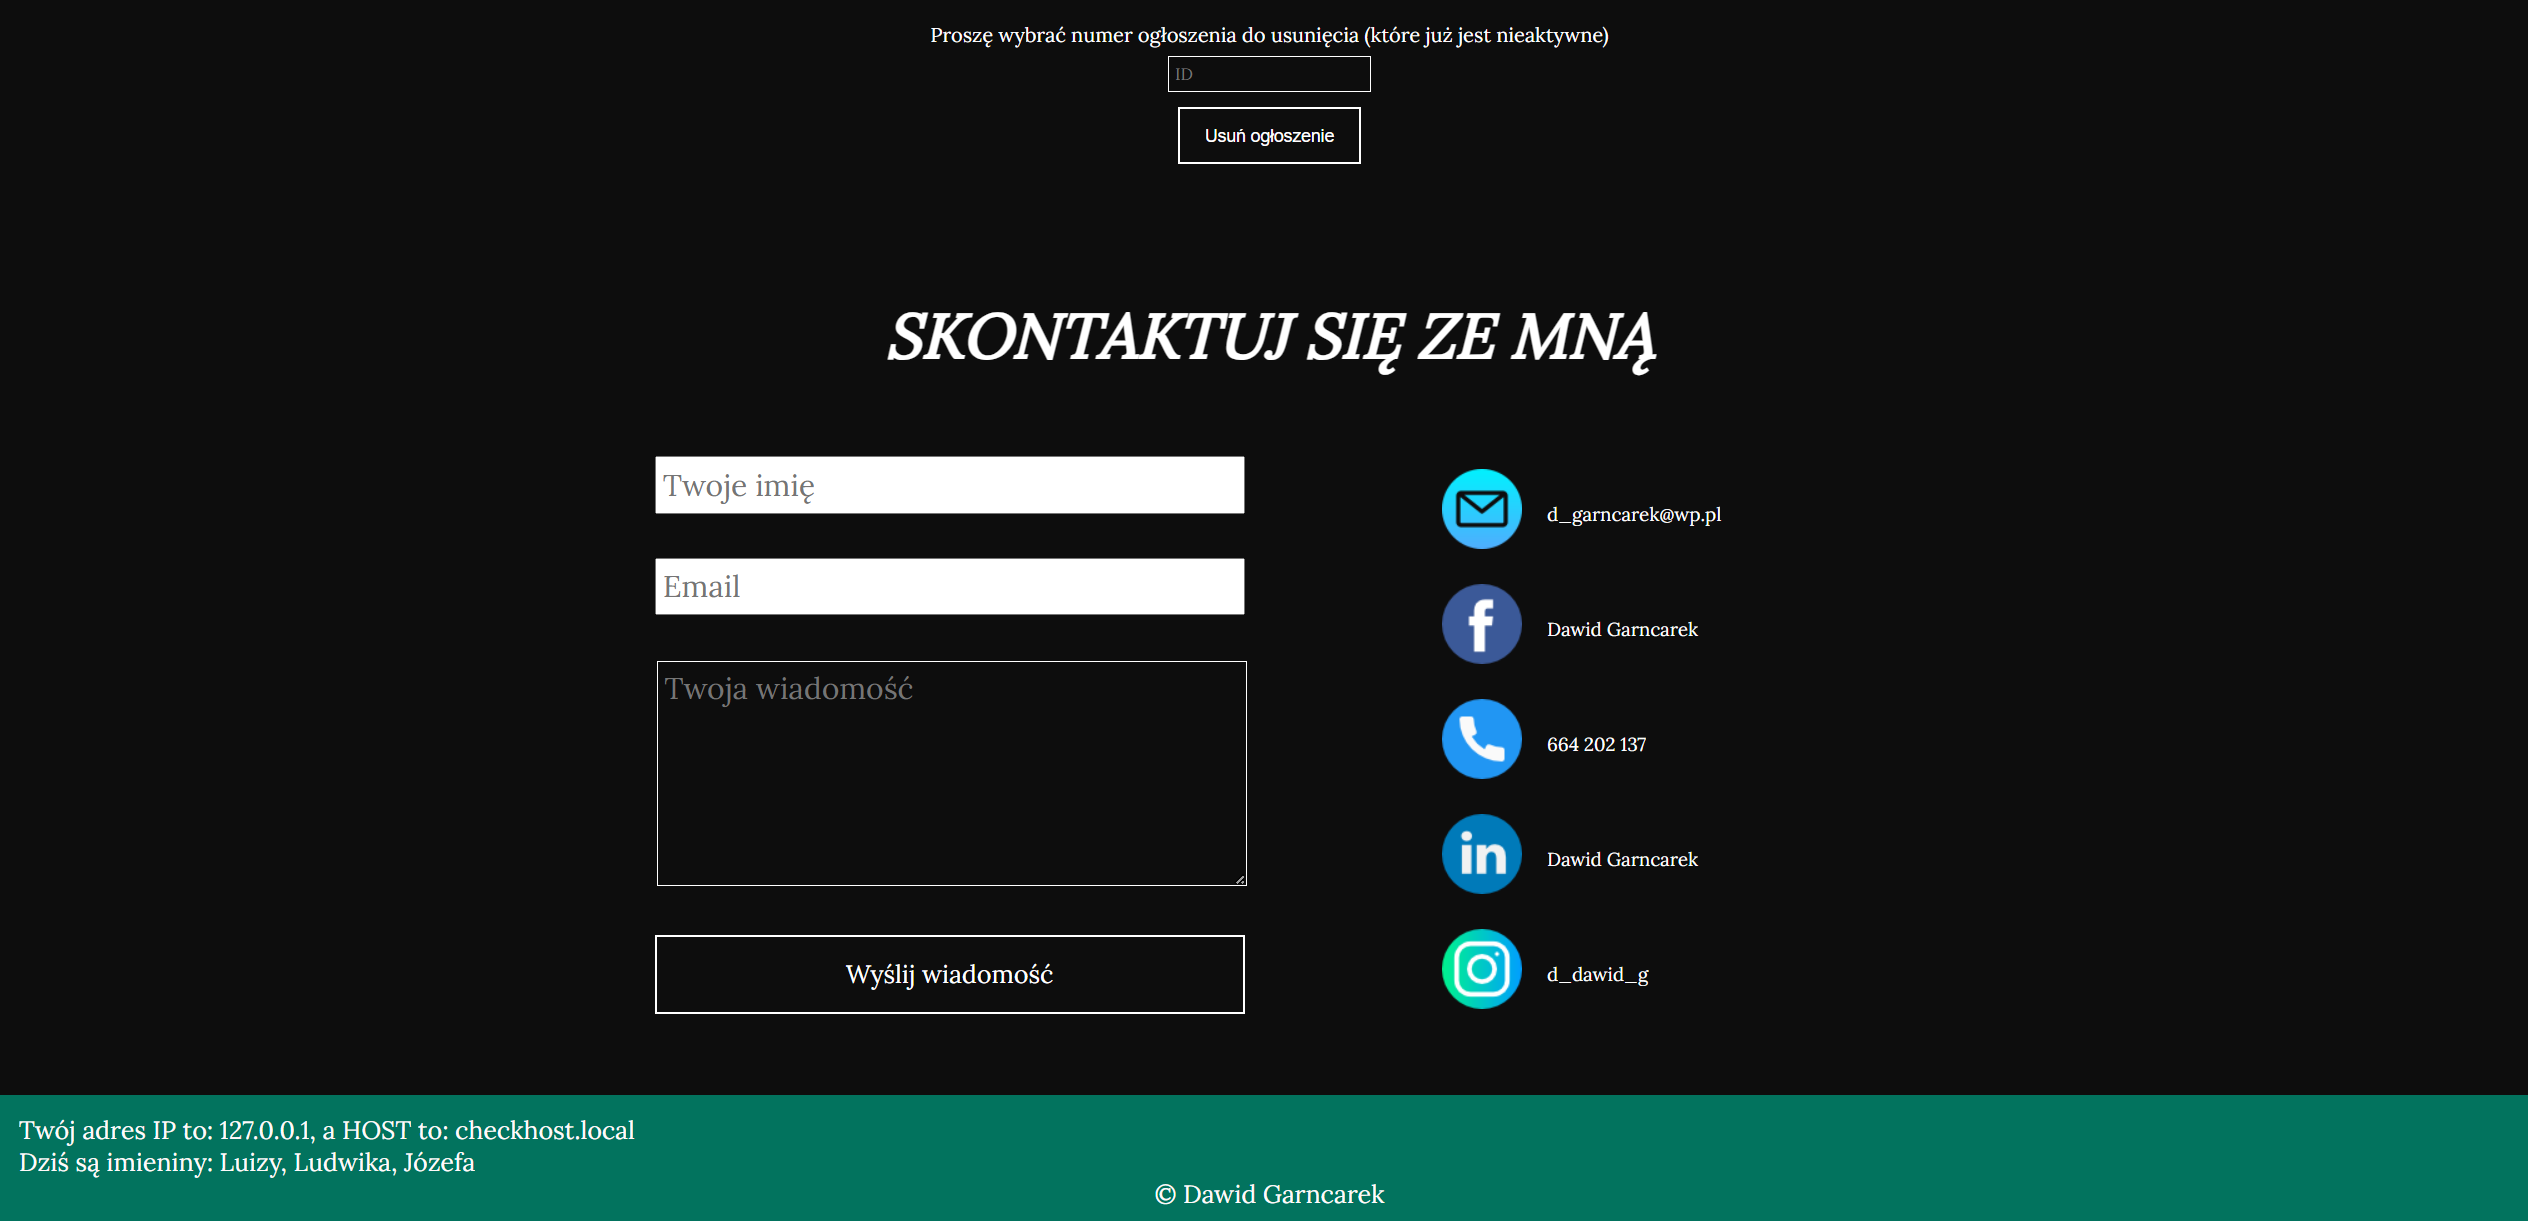 Proszę wybrać numer ogłoszenia do usunięcia (które już jest nieaktywne)
ID
Usuń ogłoszenie
SKONTAKTUJ SIĘ ZE MNĄ
Twoje imię
Email
Twoja wiadomość
Wyślij wiadomość
d_garncarek@wp.pl
Dawid Garncarek
664 202 137
Dawid Garncarek
d_dawid_g
Twój adres IP to: 127.0.0.1, a HOST to: checkhost.local
Dziś są imieniny: Luizy, Ludwika, Józefa
© Dawid Garncarek